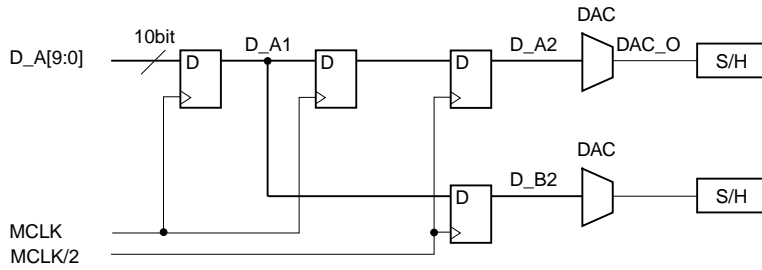 DAC
10bit
D_A[9:0]
D_A1
D_A2
DAC_O
D
D
D
S/H
DAC
D_B2
D
S/H
MCLK
MCLK/2